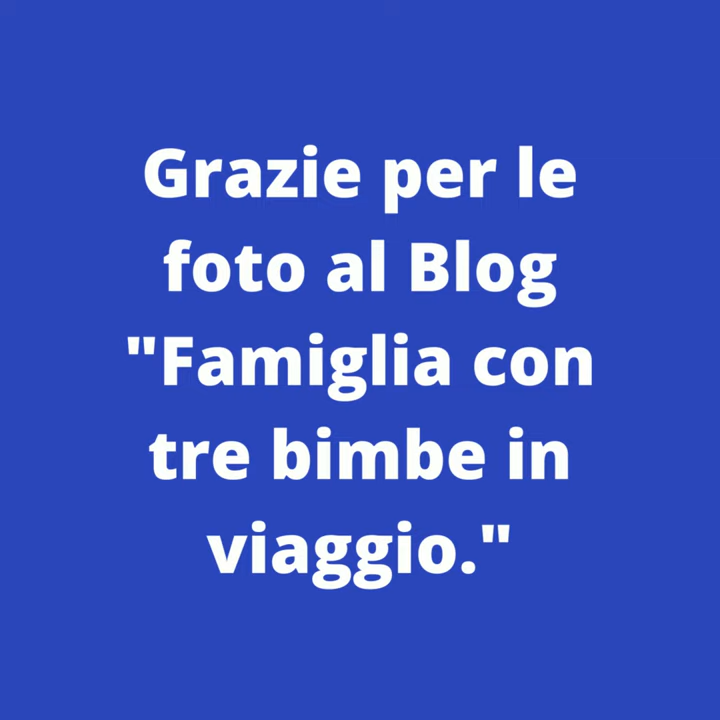 Grazie per le
foto al Blog
"Famiglia con
tre bimbe in
viaggio."